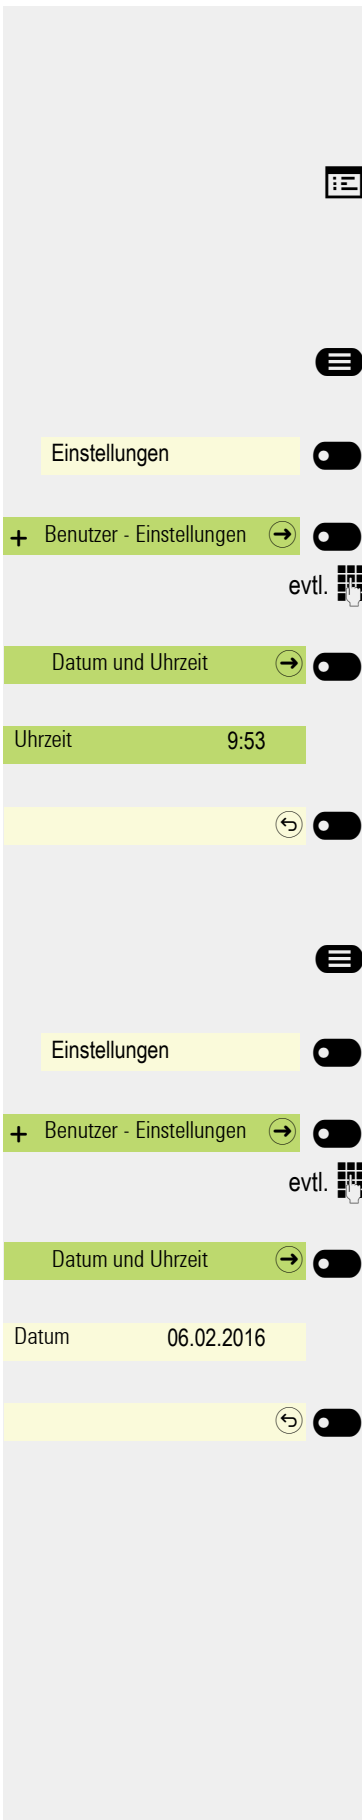 Einstellungen
+ Benutzer - Einstellungen
evtl.
Datum und Uhrzeit
Uhrzeit 9:53
Einstellungen
+ Benutzer - Einstellungen
evtl.
Datum und Uhrzeit
Datum 06.02.2016